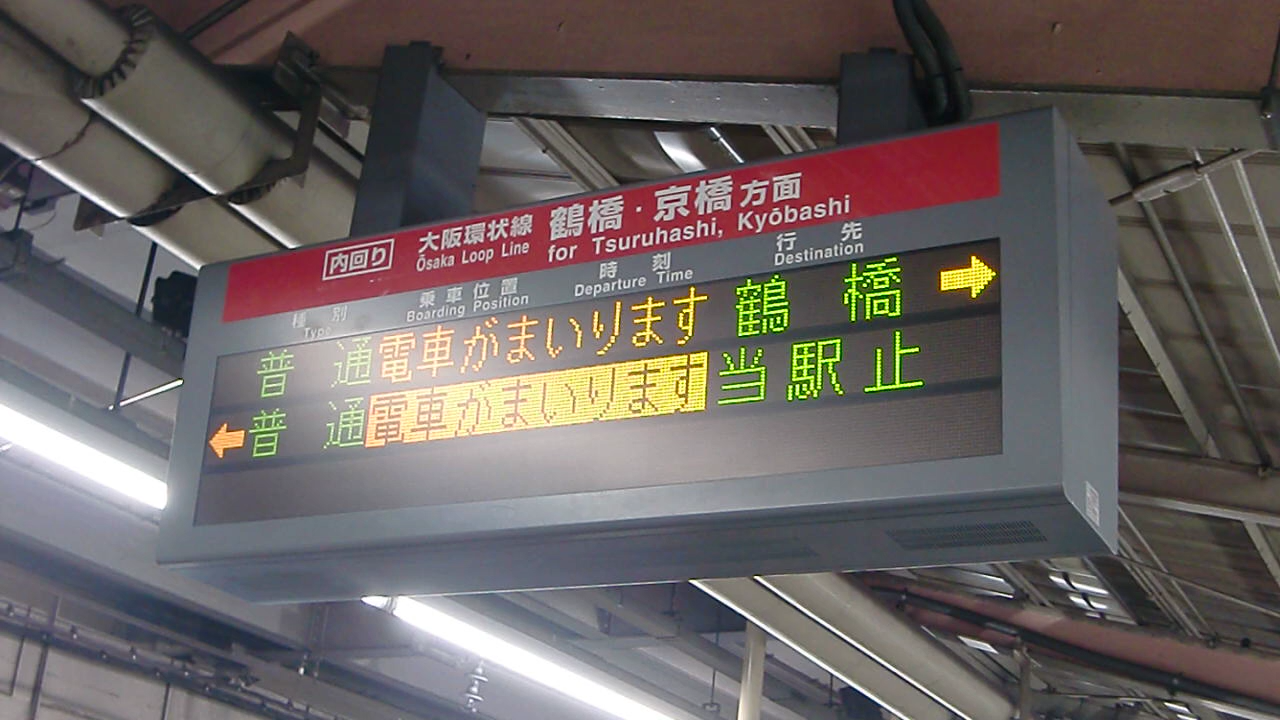 内回り 大阪環状線 鶴橋・京橋方面
Ōsaka Loop Line for Tsuruhashi, Kyōbashi
種別 乗車位置 時刻 行先
Type Boarding Position Departure Time Destination
普通 電車がまいります 鶴橋 →
← 普通 電車がまいります 当駅止